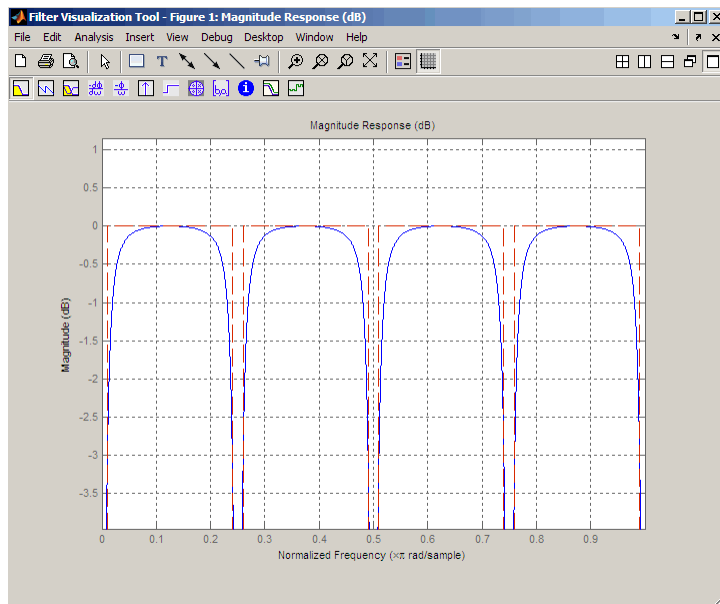 Filter Visualization Tool - Figure 1: Magnitude Response (dB)
File Edit Analysis Insert View Debug Desktop Window Help
Magnitude Response (dB)
1
0.5
0
-0.5
-1
-1.5
-2
-2.5
-3
-3.5
Magnitude (dB)
0 0.1 0.2 0.3 0.4 0.5 0.6 0.7 0.8 0.9
Normalized Frequency (×π rad/sample)